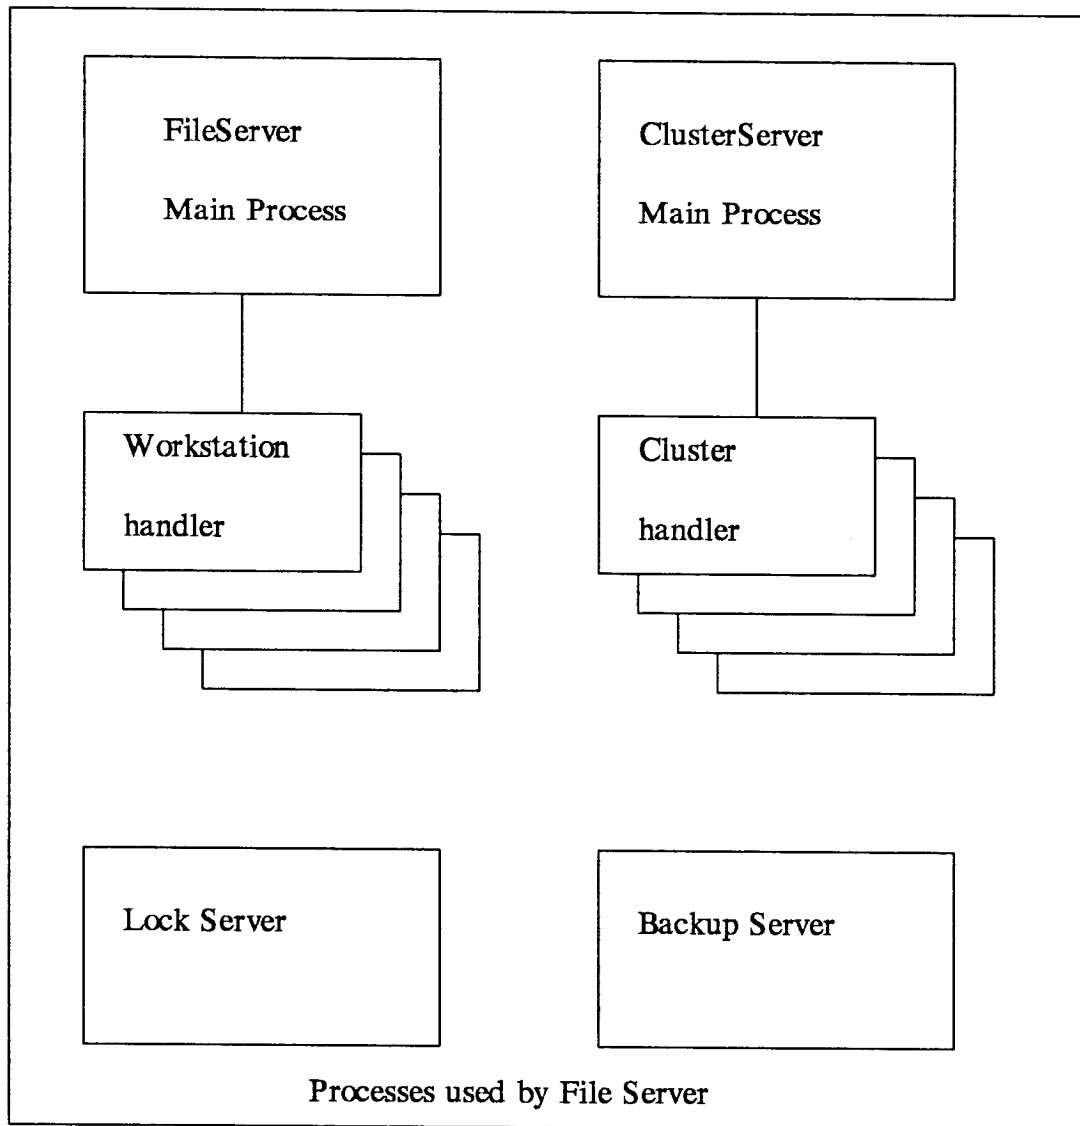 FileServer
Main Process
ClusterServer
Main Process
Workstation
handler
Cluster
handler
Lock Server
Backup Server
Processes used by File Server